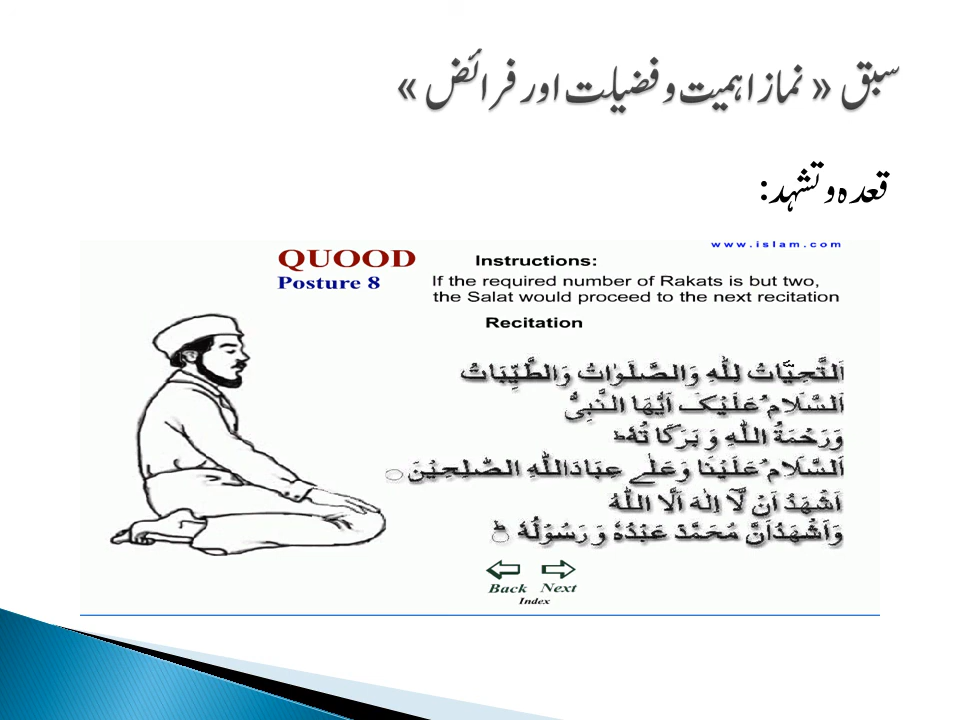 سبق « نماز اہمیت و فضیلت اور فرائض »
قعدہ و تشہد:
www.islam.com
QUOOD
Posture 8
Instructions:
If the required number of Rakats is but two,
the Salat would proceed to the next recitation
Recitation
اَلتَّحِيَّاتُ لِلّٰهِ وَالصَّلَوٰاتُ وَالطَّيِّبَاتُ
اَلسَّلَامُ عَلَيْكَ اَيُّهَا النَّبِيُّ
وَرَحْمَةُ اللّٰهِ وَ بَرَكَا تُهٗ ؕ
اَلسَّلَامُ عَلَيْنَا وَعَلٰے عِبَادِاللّٰهِ الصّٰلِحِيْنَ ۝
اَشْهَدُ اَنْ لَّآ اِلٰهَ اَلَّا اللّٰهُ
وَاَشْهَدُاَنَّ مُحَمَّدً عَبْدُهٗ وَ رَسُوْلُهٗ ۝ؕ
Back Next
Index